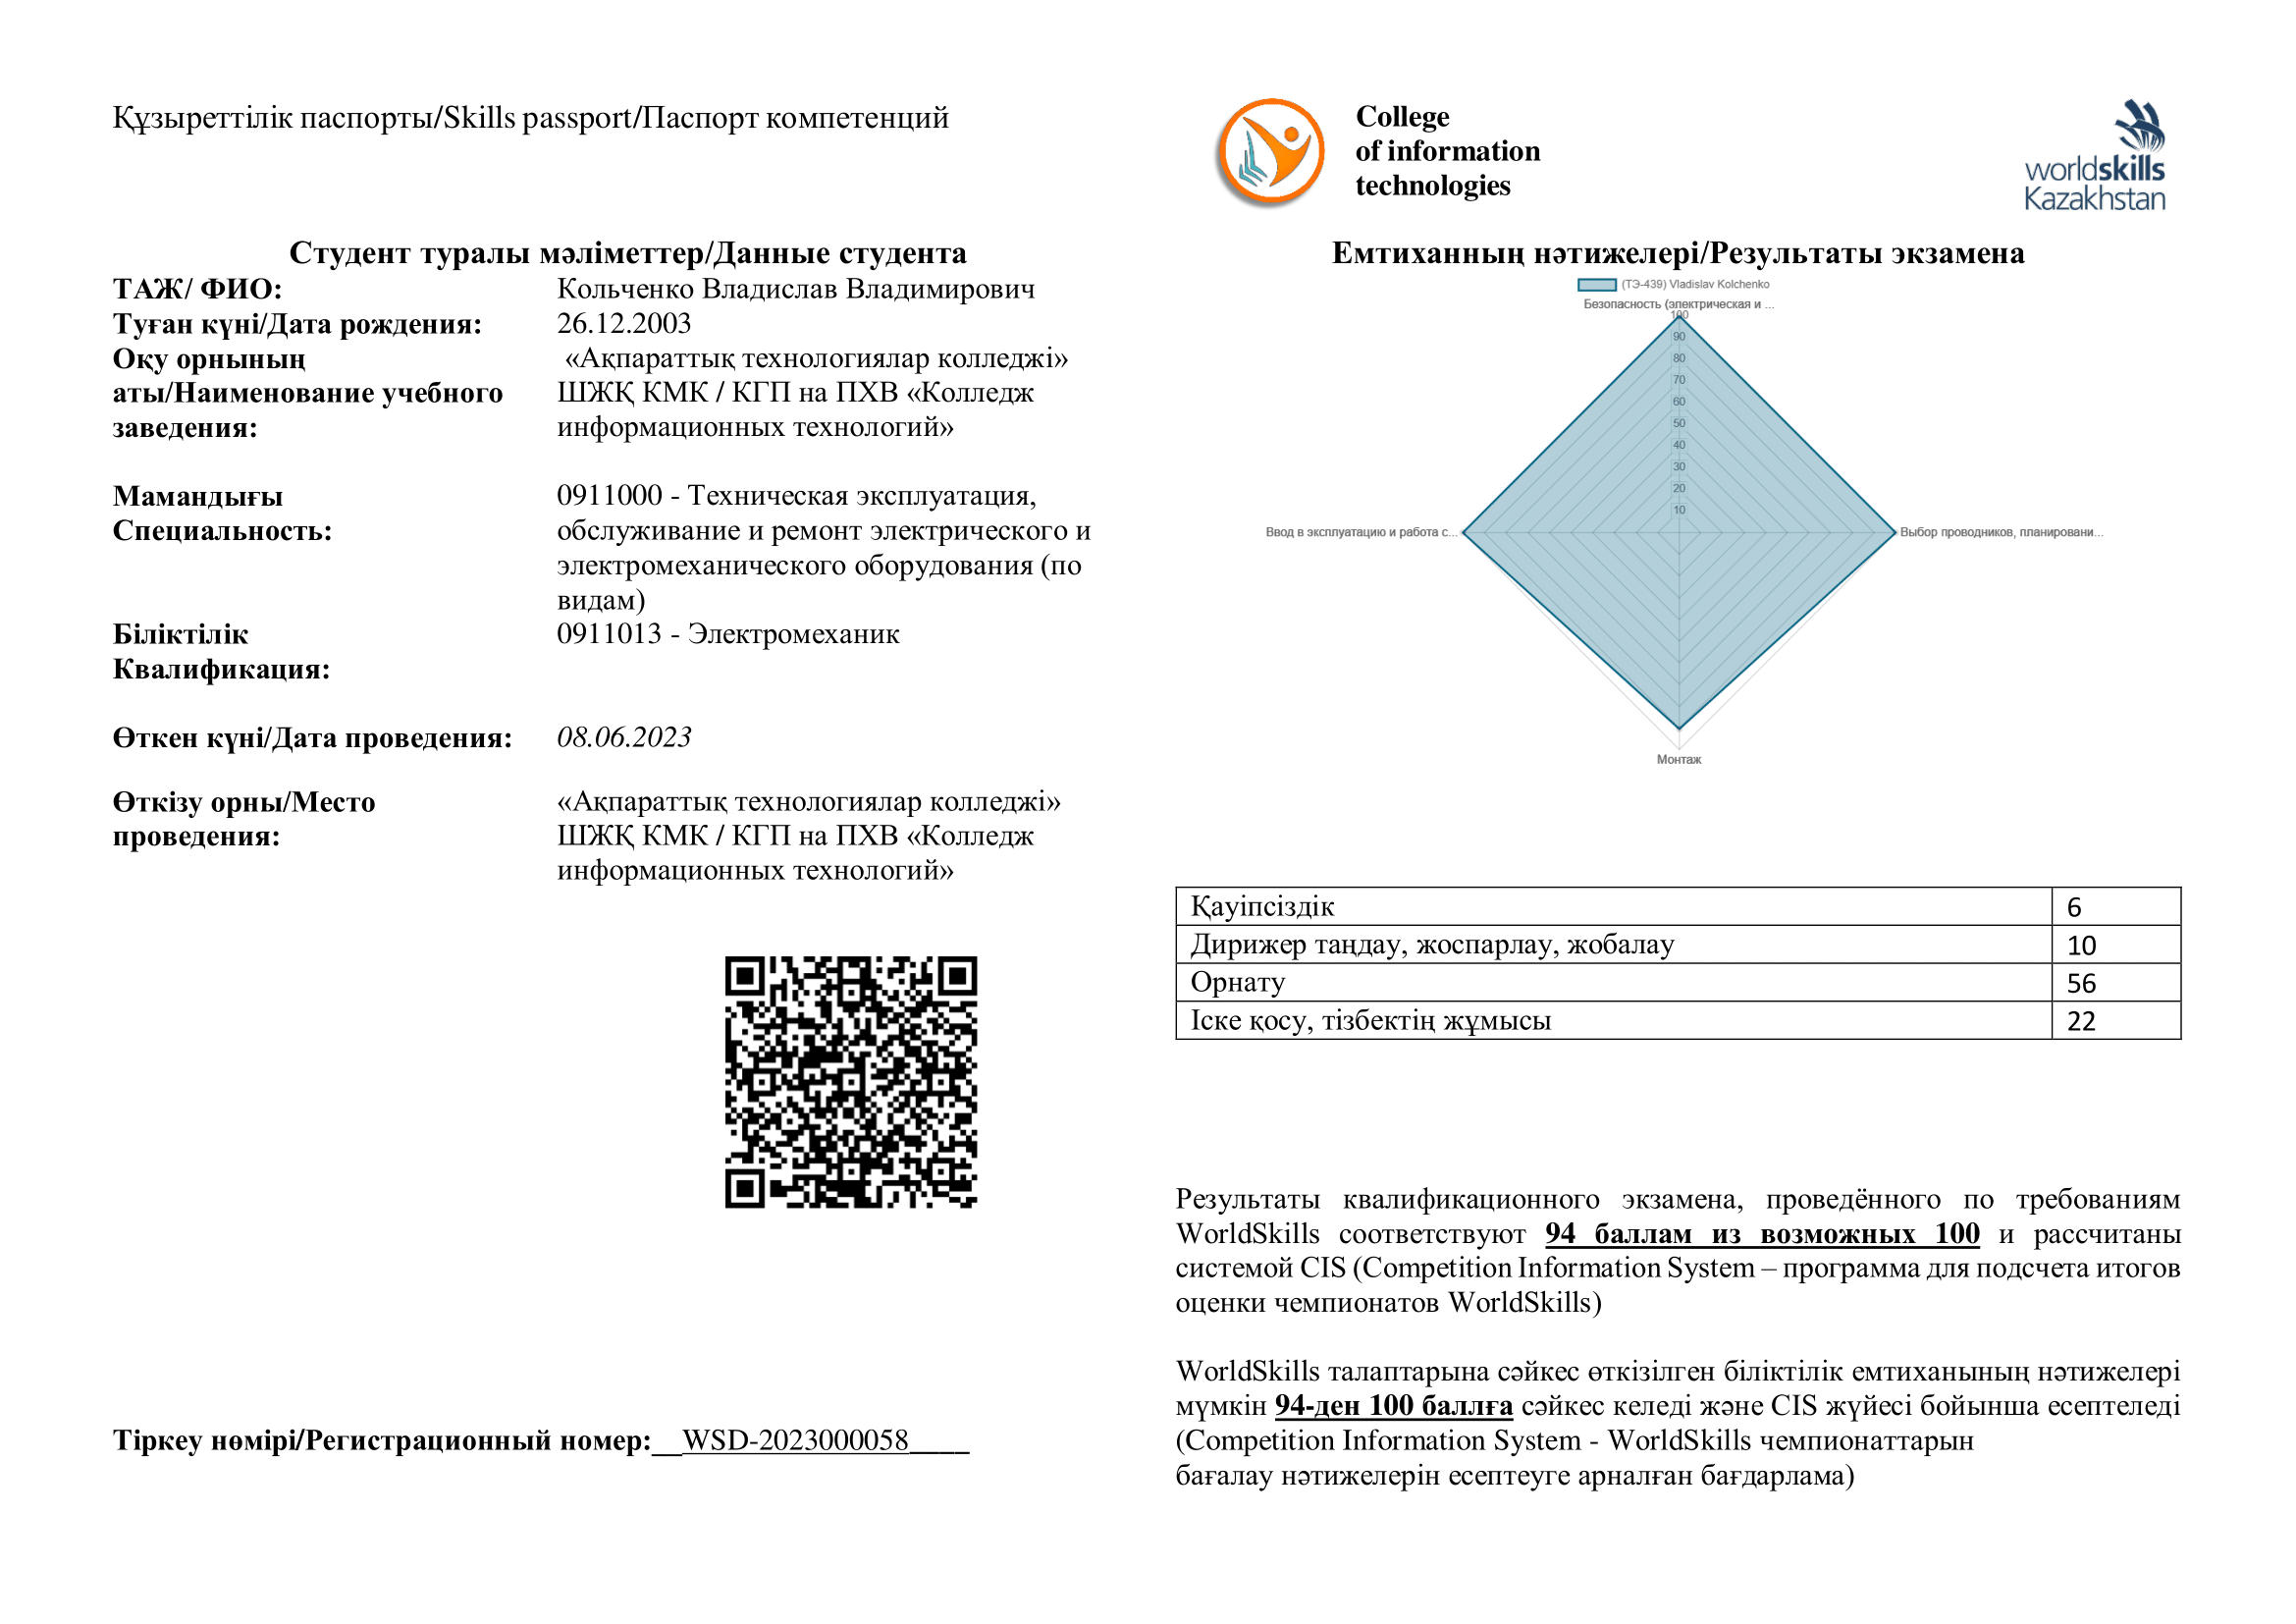 Құзыреттілік паспорты/Skills passport/Паспорт компетенций
Студент туралы мәліметтер/Данные студента
ТАЖ/ ФИО: Кольченко Владислав Владимирович
Туған күні/Дата рождения: 26.12.2003
Оқу орнының аты/Наименование учебного заведения:
«Ақпараттық технологиялар колледжі»
ШЖҚ КМК / КГП на ПХВ «Колледж
информационных технологий»
Мамандығы
Специальность:
0911000 - Техническая эксплуатация,
обслуживание и ремонт электрического и
электромеханического оборудования (по
видам)
Біліктілік
Квалификация:
0911013 - Электромеханик
Өткен күні/Дата проведения: 08.06.2023
Өткізу орны/Место
проведения:
«Ақпараттық технологиялар колледжі»
ШЖҚ КМК / КГП на ПХВ «Колледж
информационных технологий»
Тіркеу нөмірі/Регистрационный номер:__WSD-2023000058____
College
of information
technologies
worldskills
Kazakhstan
Емтиханның нәтижелері/Результаты экзамена
(ТЭ-439) Vladislav Kolchenko
Безопасность (электрическая и ...
100
90
80
70
60
50
40
30
20
10
Ввод в эксплуатацию и работа с...
Выбор проводников, планировани...
Монтаж
Қауіпсіздік 6
Дирижер таңдау, жоспарлау, жобалау 10
Орнату 56
Іске қосу, тізбектің жұмысы 22
Результаты квалификационного экзамена, проведённого по требованиям
WorldSkills соответствуют 94 баллам из возможных 100 и рассчитаны
системой CIS (Competition Information System – программа для подсчета итогов
оценки чемпионатов WorldSkills)
WorldSkills талаптарына сәйкес өткізілген біліктілік емтиханының нәтижелері
мүмкін 94-ден 100 баллға сәйкес келеді және CIS жүйесі бойынша есептеледі
(Competition Information System - WorldSkills чемпионаттарын
бағалау нәтижелерін есептеуге арналған бағдарлама)